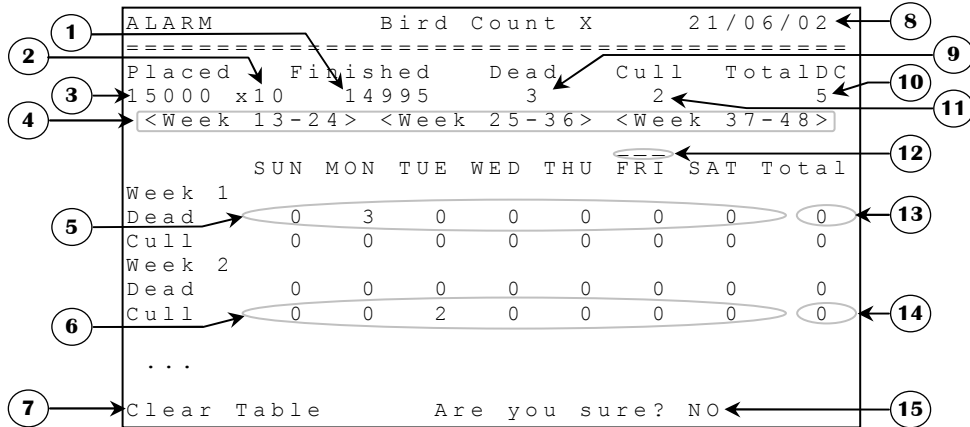 ALARM Bird Count X 21/06/02 8
1
================================================
2 9
Placed Finished Dead Cull TotalDC
3 15000 x10 14995 3 2 5 10
11
4 <Week 13-24> <Week 25-36> <Week 37-48>
--- 12
SUN MON TUE WED THU FRI SAT Total
Week 1
5 Dead 0 3 0 0 0 0 0 0 13
Cull 0 0 0 0 0 0 0 0
Week 2
Dead 0 0 0 0 0 0 0 0
6 Cull 0 0 2 0 0 0 0 0 14
...
7 Clear Table Are you sure? NO 15